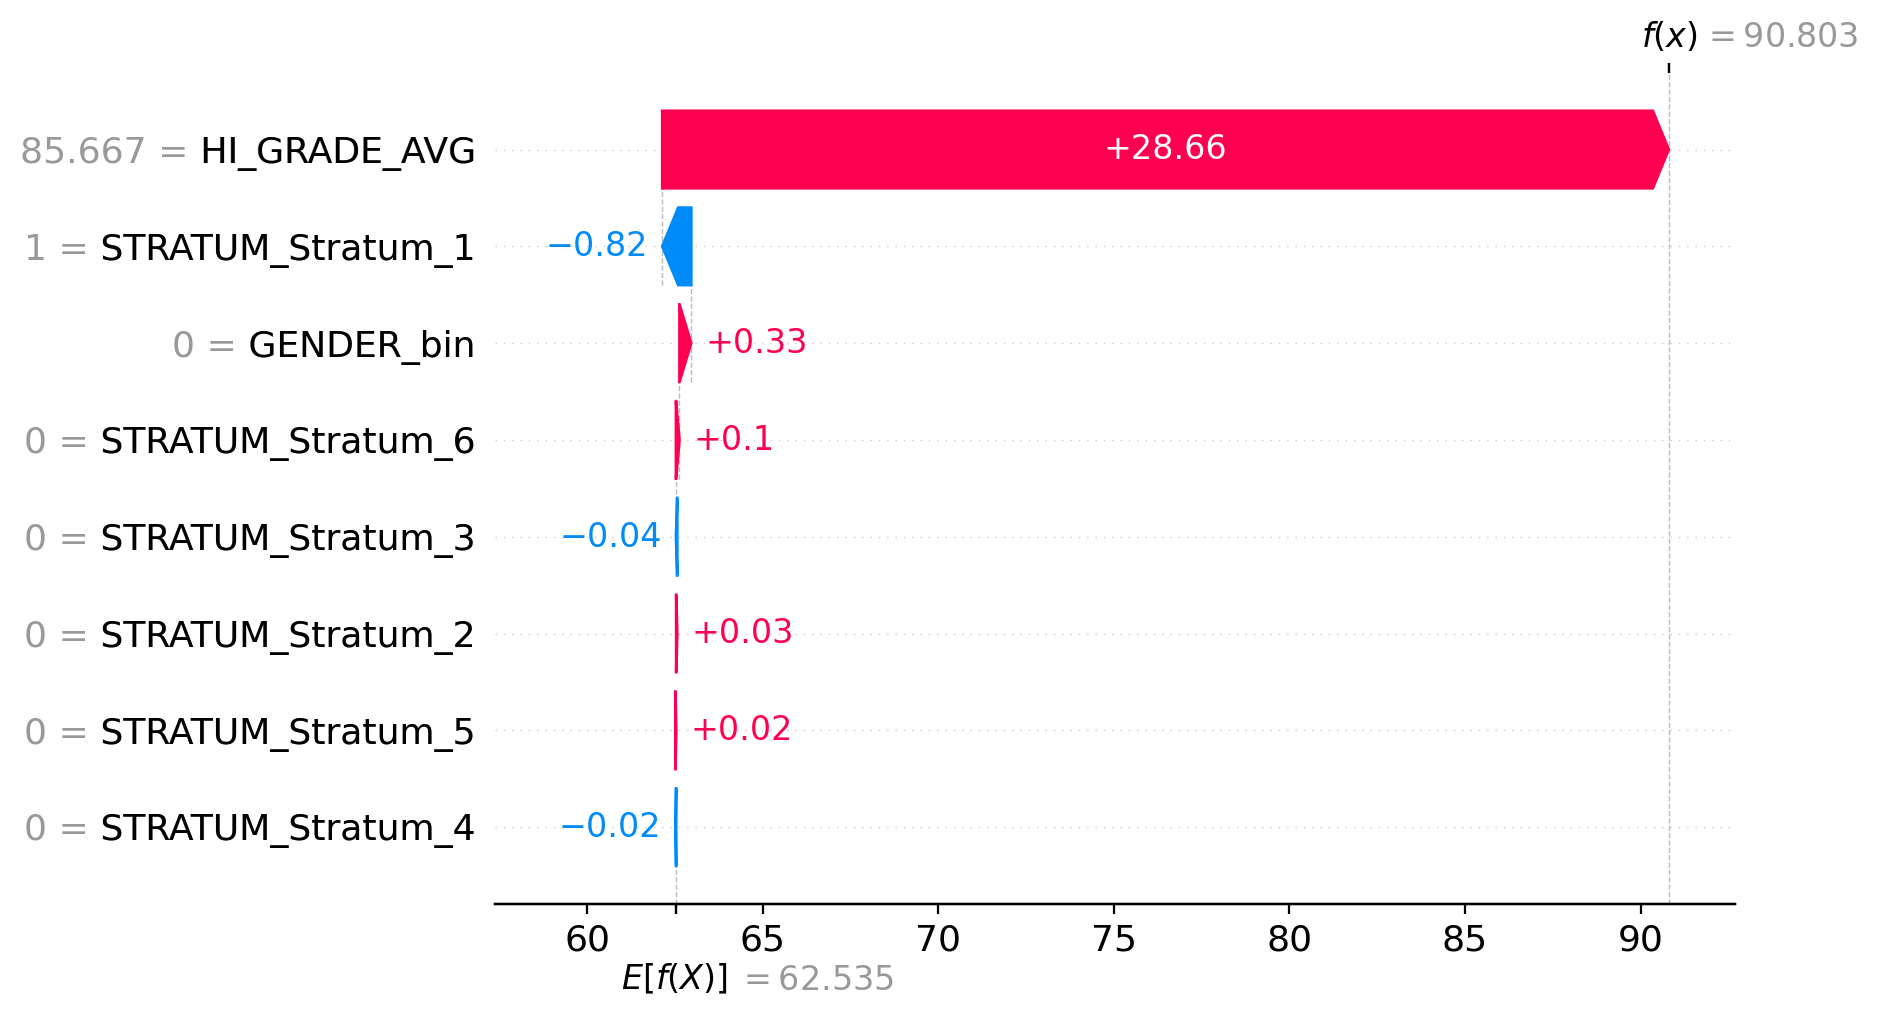 f(x) = 90.803
85.667 = HI_GRADE_AVG +28.66
1 = STRATUM_Stratum_1 −0.82
0 = GENDER_bin +0.33
0 = STRATUM_Stratum_6 +0.1
0 = STRATUM_Stratum_3 −0.04
0 = STRATUM_Stratum_2 +0.03
0 = STRATUM_Stratum_5 +0.02
0 = STRATUM_Stratum_4 −0.02
60 65 70 75 80 85 90
E[f(X)] = 62.535